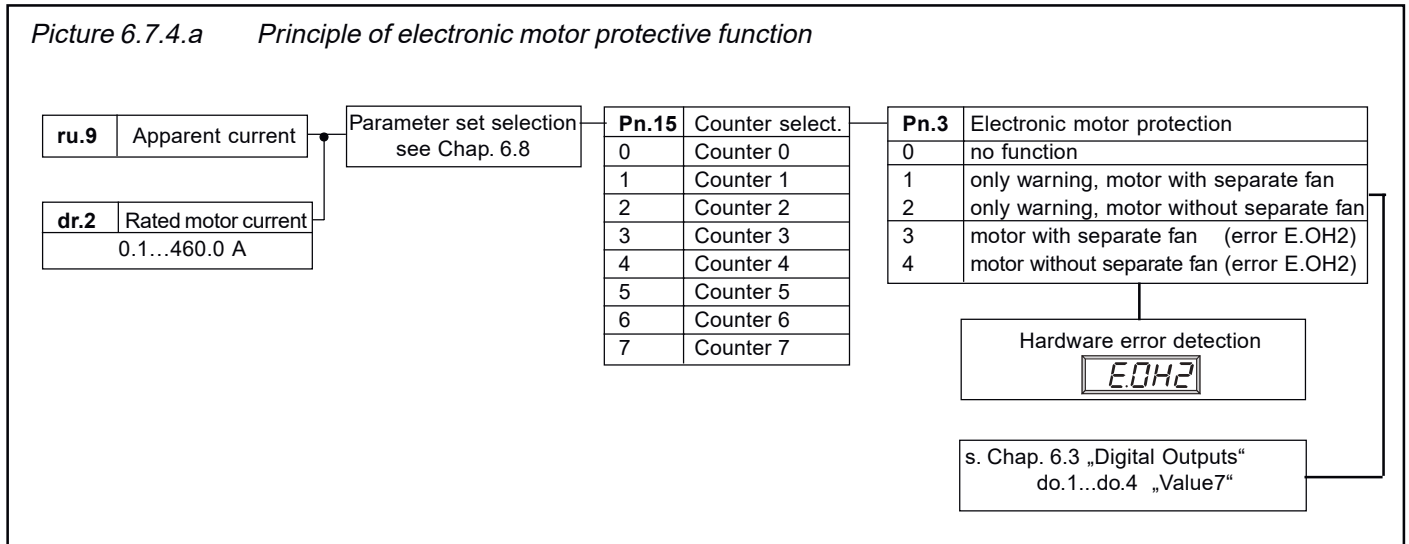 Picture 6.7.4.a Principle of electronic motor protective function
ru.9 Apparent current
dr.2 Rated motor current
0.1…460.0 A
Parameter set selection
see Chap. 6.8
Pn.15 Counter select.
0 Counter 0
1 Counter 1
2 Counter 2
3 Counter 3
4 Counter 4
5 Counter 5
6 Counter 6
7 Counter 7
Pn.3 Electronic motor protection
0 no function
1 only warning, motor with separate fan
2 only warning, motor without separate fan
3 motor with separate fan (error E.OH2)
4 motor without separate fan (error E.OH2)
Hardware error detection
E.OH2
s. Chap. 6.3 „Digital Outputs“
do.1...do.4 „Value7“